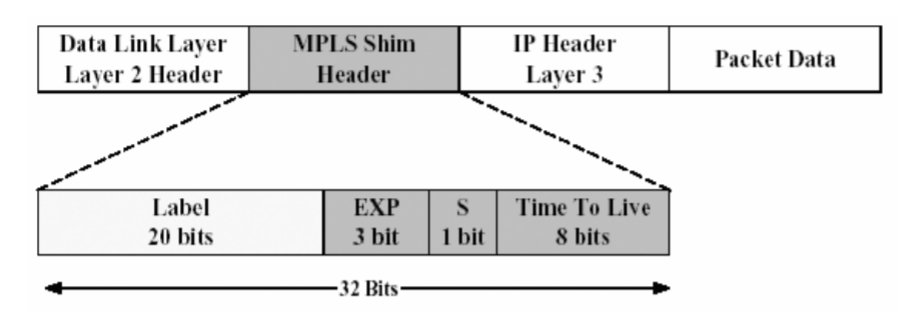 Data Link Layer
Layer 2 Header
MPLS Shim
Header
IP Header
Layer 3
Packet Data
Label
20 bits
EXP
3 bit
S
1 bit
Time To Live
8 bits
32 Bits